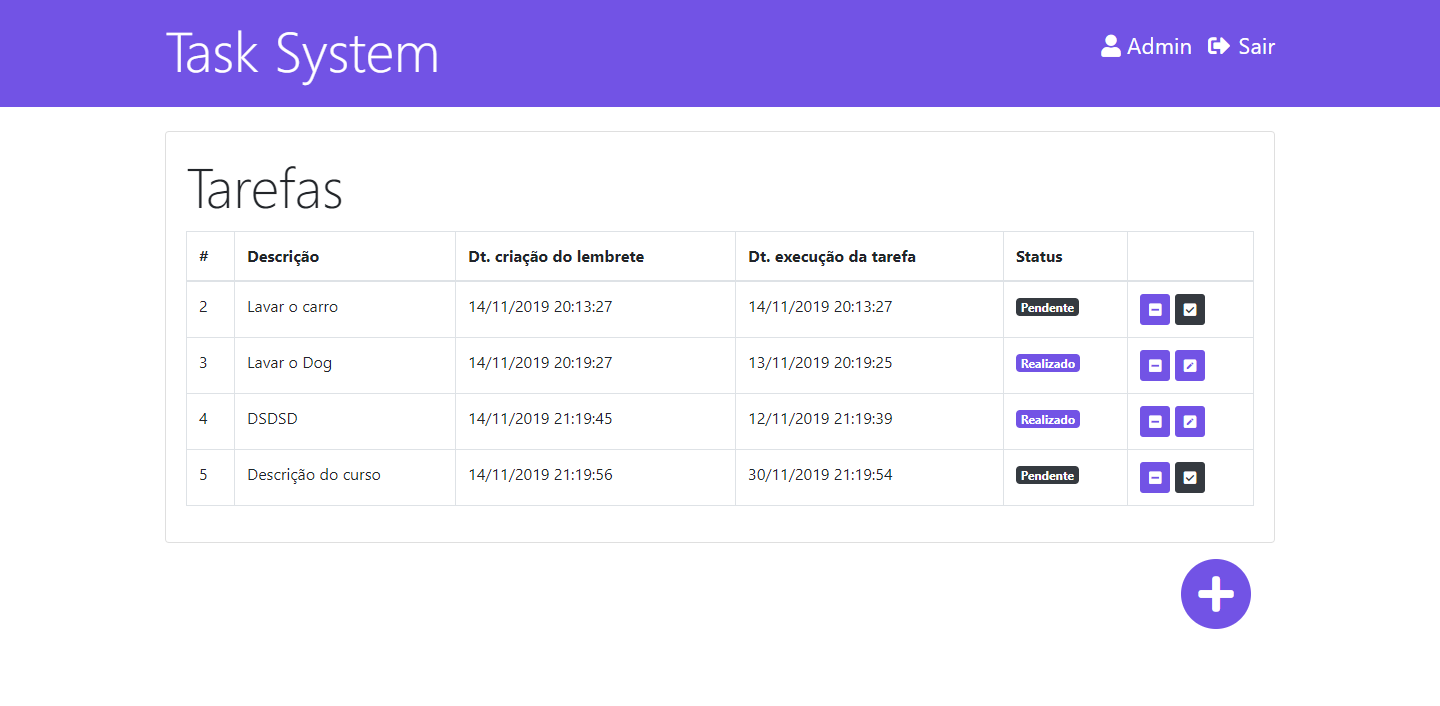 Task System
Admin Sair
Tarefas
# Descrição Dt. criação do lembrete Dt. execução da tarefa Status
2 Lavar o carro 14/11/2019 20:13:27 14/11/2019 20:13:27 Pendente
3 Lavar o Dog 14/11/2019 20:19:27 13/11/2019 20:19:25 Realizado
4 DSDSD 14/11/2019 21:19:45 12/11/2019 21:19:39 Realizado
5 Descrição do curso 14/11/2019 21:19:56 30/11/2019 21:19:54 Pendente